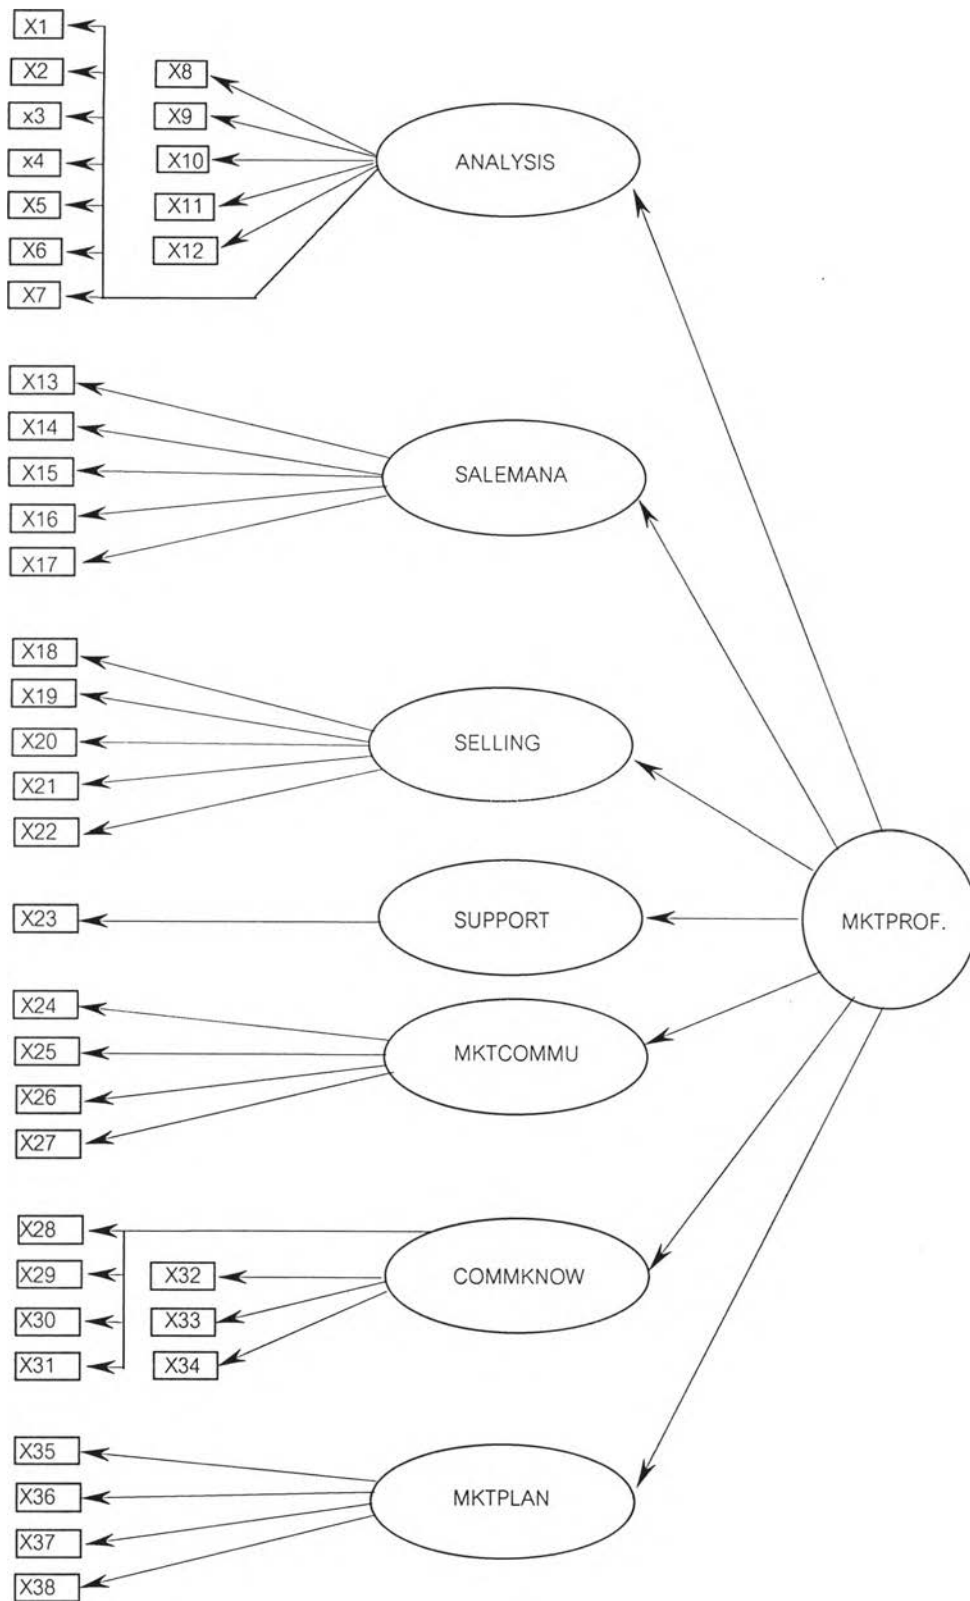 X1
X2
x3
x4
X5
X6
X7
X8
X9
X10
X11
X12
ANALYSIS
X13
X14
X15
X16
X17
SALEMANA
X18
X19
X20
X21
X22
SELLING
X23
SUPPORT
MKTPROF.
X24
X25
X26
X27
MKTCOMMU
X28
X29
X30
X31
X32
X33
X34
COMMKNOW
X35
X36
X37
X38
MKTPLAN